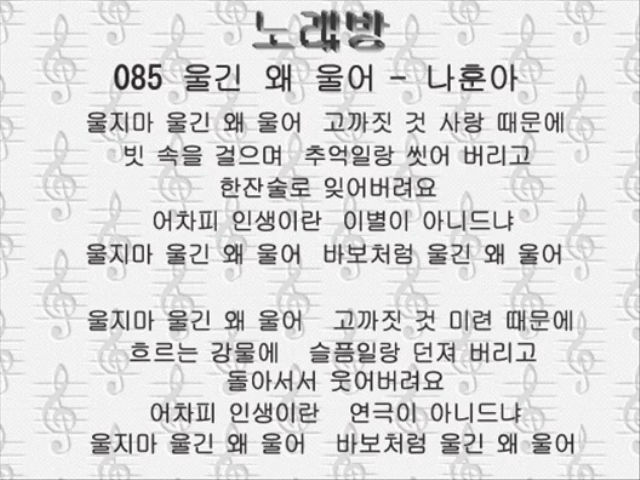 노래방
085 울긴 왜 울어 - 나훈아
울지마 울긴 왜 울어 고까짓 것 사랑 때문에
빗 속을 걸으며 추억일랑 씻어 버리고
한잔술로 잊어버려요
어차피 인생이란 이별이 아니드냐
울지마 울긴 왜 울어 바보처럼 울긴 왜 울어
울지마 울긴 왜 울어 고까짓 것 미련 때문에
흐르는 강물에 슬픔일랑 던져 버리고
돌아서서 웃어버려요
어차피 인생이란 연극이 아니드냐
울지마 울긴 왜 울어 바보처럼 울긴 왜 울어